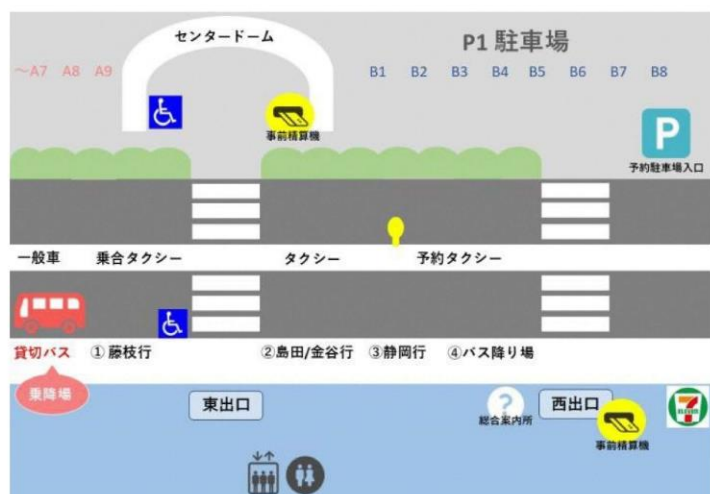 センタードーム
P1 駐車場
～A7 A8 A9
B1 B2 B3 B4 B5 B6 B7 B8
事前精算機
P
予約駐車場入口
一般車 乗合タクシー タクシー 予約タクシー
貸切バス ①藤枝行 ②島田/金谷行 ③静岡行 ④バス降り場
乗降場
東出口
?
総合案内所
西出口
事前精算機
7
ELEVEN